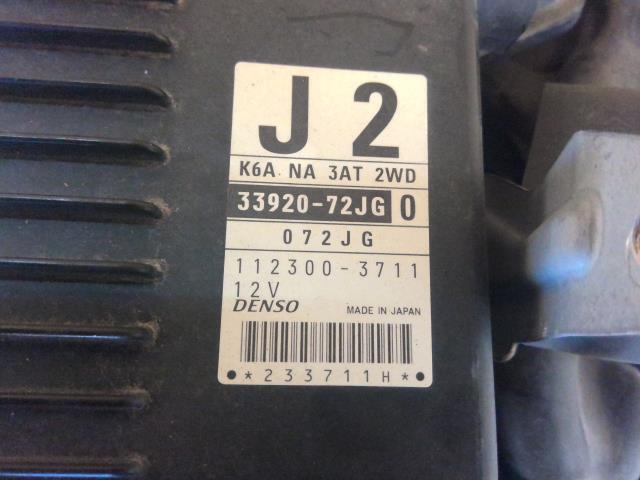 J 2
K6A NA 3AT 2WD
33920-72JG 0
072JG
112300-3711
12V
DENSO MADE IN JAPAN
*233711H*